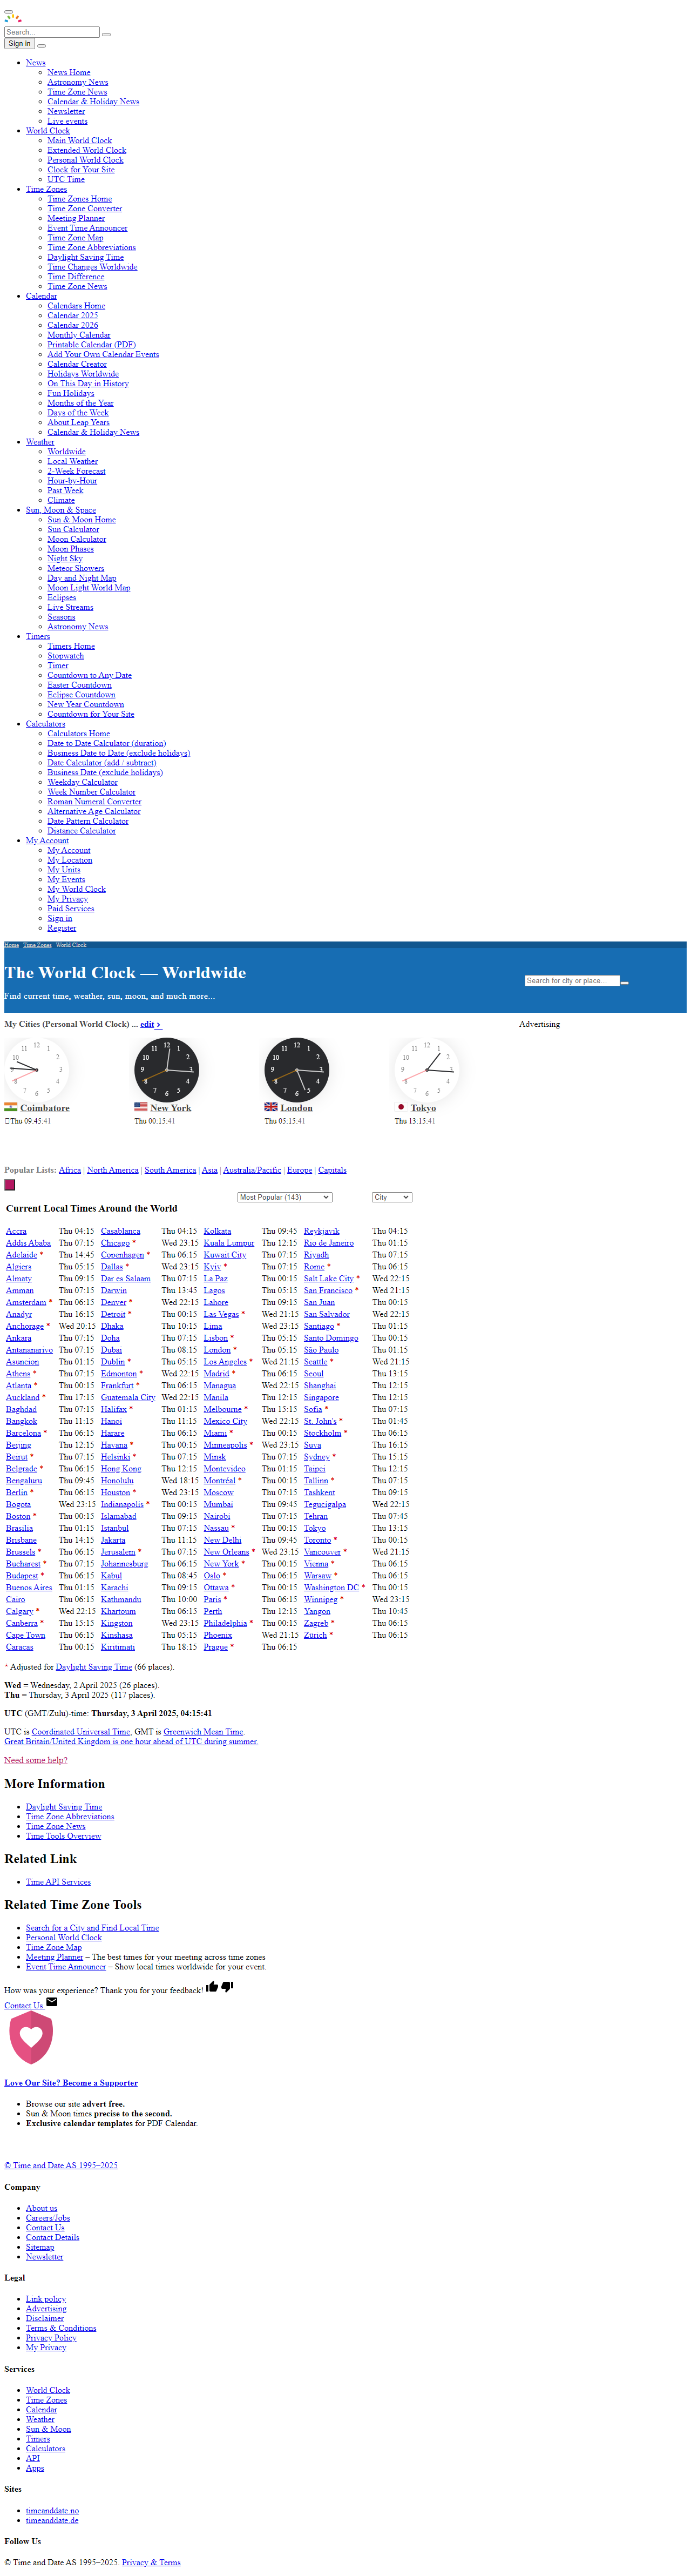 Search...
Sign in
News
News Home
Astronomy News
Time Zone News
Calendar & Holiday News
Newsletter
Live events
World Clock
Main World Clock
Extended World Clock
Personal World Clock
Clock for Your Site
UTC Time
Time Zones
Time Zones Home
Time Zone Converter
Meeting Planner
Event Time Announcer
Time Zone Map
Time Zone Abbreviations
Daylight Saving Time
Time Changes Worldwide
Time Difference
Time Zone News
Calendar
Calendars Home
Calendar 2025
Calendar 2026
Monthly Calendar
Printable Calendar (PDF)
Add Your Own Calendar Events
Calendar Creator
Holidays Worldwide
On This Day in History
Fun Holidays
Months of the Year
Days of the Week
About Leap Years
Calendar & Holiday News
Weather
Worldwide
Local Weather
2-Week Forecast
Hour-by-Hour
Past Week
Climate
Sun, Moon & Space
Sun & Moon Home
Sun Calculator
Moon Calculator
Moon Phases
Night Sky
Meteor Showers
Day and Night Map
Moon Light World Map
Eclipses
Live Streams
Seasons
Astronomy News
Timers
Timers Home
Stopwatch
Timer
Countdown to Any Date
Easter Countdown
Eclipse Countdown
New Year Countdown
Countdown for Your Site
Calculators
Calculators Home
Date to Date Calculator (duration)
Business Date to Date (exclude holidays)
Date Calculator (add / subtract)
Business Date (exclude holidays)
Weekday Calculator
Week Number Calculator
Roman Numeral Converter
Alternative Age Calculator
Date Pattern Calculator
Distance Calculator
My Account
My Account
My Location
My Units
My Events
My World Clock
My Privacy
Paid Services
Sign in
Register
Home Time Zones World Clock
The World Clock — Worldwide
Search for city or place...
Find current time, weather, sun, moon, and much more...
My Cities (Personal World Clock) ... edit
Advertising
12 1 2 3 4 5 6 7 8 9 10 11
12 1 2 3 4 5 6 7 8 9 10 11
12 1 2 3 4 5 6 7 8 9 10 11
12 1 2 3 4 5 6 7 8 9 10 11
Coimbatore New York London Tokyo
Thu 09:45:41 Thu 00:15:41 Thu 05:15:41 Thu 13:15:41
Popular Lists: Africa | North America | South America | Asia | Australia/Pacific | Europe | Capitals
Most Popular (143) City
Current Local Times Around the World
Accra Thu 04:15 Casablanca Thu 04:15 Kolkata Thu 09:45 Reykjavik Thu 04:15
Addis Ababa Thu 07:15 Chicago * Wed 23:15 Kuala Lumpur Thu 12:15 Rio de Janeiro Thu 01:15
Adelaide * Thu 14:45 Copenhagen * Thu 06:15 Kuwait City Thu 07:15 Riyadh Thu 07:15
Algiers Thu 05:15 Dallas * Wed 23:15 Kyiv * Thu 07:15 Rome * Thu 06:15
Almaty Thu 09:15 Dar es Salaam Thu 07:15 La Paz Thu 00:15 Salt Lake City * Wed 22:15
Amman Thu 07:15 Darwin Thu 13:45 Lagos Thu 05:15 San Francisco * Wed 21:15
Amsterdam * Thu 06:15 Denver * Wed 22:15 Lahore Thu 09:15 San Juan Thu 00:15
Anadyr Thu 16:15 Detroit * Thu 00:15 Las Vegas * Wed 21:15 San Salvador Wed 22:15
Anchorage * Wed 20:15 Dhaka Thu 10:15 Lima Wed 23:15 Santiago * Thu 01:15
Ankara Thu 07:15 Doha Thu 07:15 Lisbon * Thu 05:15 Santo Domingo Thu 00:15
Antananarivo Thu 07:15 Dubai Thu 08:15 London * Thu 05:15 São Paulo Thu 01:15
Asuncion Thu 01:15 Dublin * Thu 05:15 Los Angeles * Wed 21:15 Seattle * Wed 21:15
Athens * Thu 07:15 Edmonton * Wed 22:15 Madrid * Thu 06:15 Seoul Thu 13:15
Atlanta * Thu 00:15 Frankfurt * Thu 06:15 Managua Wed 22:15 Shanghai Thu 12:15
Auckland * Thu 17:15 Guatemala City Wed 22:15 Manila Thu 12:15 Singapore Thu 12:15
Baghdad Thu 07:15 Halifax * Thu 01:15 Melbourne * Thu 15:15 Sofia * Thu 07:15
Bangkok Thu 11:15 Hanoi Thu 11:15 Mexico City Wed 22:15 St. John's * Thu 01:45
Barcelona * Thu 06:15 Harare Thu 06:15 Miami * Thu 00:15 Stockholm * Thu 06:15
Beijing Thu 12:15 Havana * Thu 00:15 Minneapolis * Wed 23:15 Suva Thu 16:15
Beirut * Thu 07:15 Helsinki * Thu 07:15 Minsk Thu 07:15 Sydney * Thu 15:15
Belgrade * Thu 06:15 Hong Kong Thu 12:15 Montevideo Thu 01:15 Taipei Thu 12:15
Bengaluru Thu 09:45 Honolulu Wed 18:15 Montréal * Thu 00:15 Tallinn * Thu 07:15
Berlin * Thu 06:15 Houston * Wed 23:15 Moscow Thu 07:15 Tashkent Thu 09:15
Bogota Wed 23:15 Indianapolis * Thu 00:15 Mumbai Thu 09:45 Tegucigalpa Wed 22:15
Boston * Thu 00:15 Islamabad Thu 09:15 Nairobi Thu 07:15 Tehran Thu 07:45
Brasilia Thu 01:15 Istanbul Thu 07:15 Nassau * Thu 00:15 Tokyo Thu 13:15
Brisbane Thu 14:15 Jakarta Thu 11:15 New Delhi Thu 09:45 Toronto * Thu 00:15
Brussels * Thu 06:15 Jerusalem * Thu 07:15 New Orleans * Wed 23:15 Vancouver * Wed 21:15
Bucharest * Thu 07:15 Johannesburg Thu 06:15 New York * Thu 00:15 Vienna * Thu 06:15
Budapest * Thu 06:15 Kabul Thu 08:45 Oslo * Thu 06:15 Warsaw * Thu 06:15
Buenos Aires Thu 01:15 Karachi Thu 09:15 Ottawa * Thu 00:15 Washington DC * Thu 00:15
Cairo Thu 06:15 Kathmandu Thu 10:00 Paris * Thu 06:15 Winnipeg * Wed 23:15
Calgary * Wed 22:15 Khartoum Thu 06:15 Perth Thu 12:15 Yangon Thu 10:45
Canberra * Thu 15:15 Kingston Wed 23:15 Philadelphia * Thu 00:15 Zagreb * Thu 06:15
Cape Town Thu 06:15 Kinshasa Thu 05:15 Phoenix Wed 21:15 Zürich * Thu 06:15
Caracas Thu 00:15 Kiritimati Thu 18:15 Prague * Thu 06:15
* Adjusted for Daylight Saving Time (66 places).
Wed = Wednesday, 2 April 2025 (26 places).
Thu = Thursday, 3 April 2025 (117 places).
UTC (GMT/Zulu)-time: Thursday, 3 April 2025, 04:15:41
UTC is Coordinated Universal Time, GMT is Greenwich Mean Time.
Great Britain/United Kingdom is one hour ahead of UTC during summer.
Need some help?
More Information
Daylight Saving Time
Time Zone Abbreviations
Time Zone News
Time Tools Overview
Related Link
Time API Services
Related Time Zone Tools
Search for a City and Find Local Time
Personal World Clock
Time Zone Map
Meeting Planner – The best times for your meeting across time zones
Event Time Announcer – Show local times worldwide for your event.
How was your experience? Thank you for your feedback!
Contact Us
Love Our Site? Become a Supporter
Browse our site advert free.
Sun & Moon times precise to the second.
Exclusive calendar templates for PDF Calendar.
© Time and Date AS 1995–2025
Company
About us
Careers/Jobs
Contact Us
Contact Details
Sitemap
Newsletter
Legal
Link policy
Advertising
Disclaimer
Terms & Conditions
Privacy Policy
My Privacy
Services
World Clock
Time Zones
Calendar
Weather
Sun & Moon
Timers
Calculators
API
Apps
Sites
timeanddate.no
timeanddate.de
Follow Us
© Time and Date AS 1995–2025. Privacy & Terms